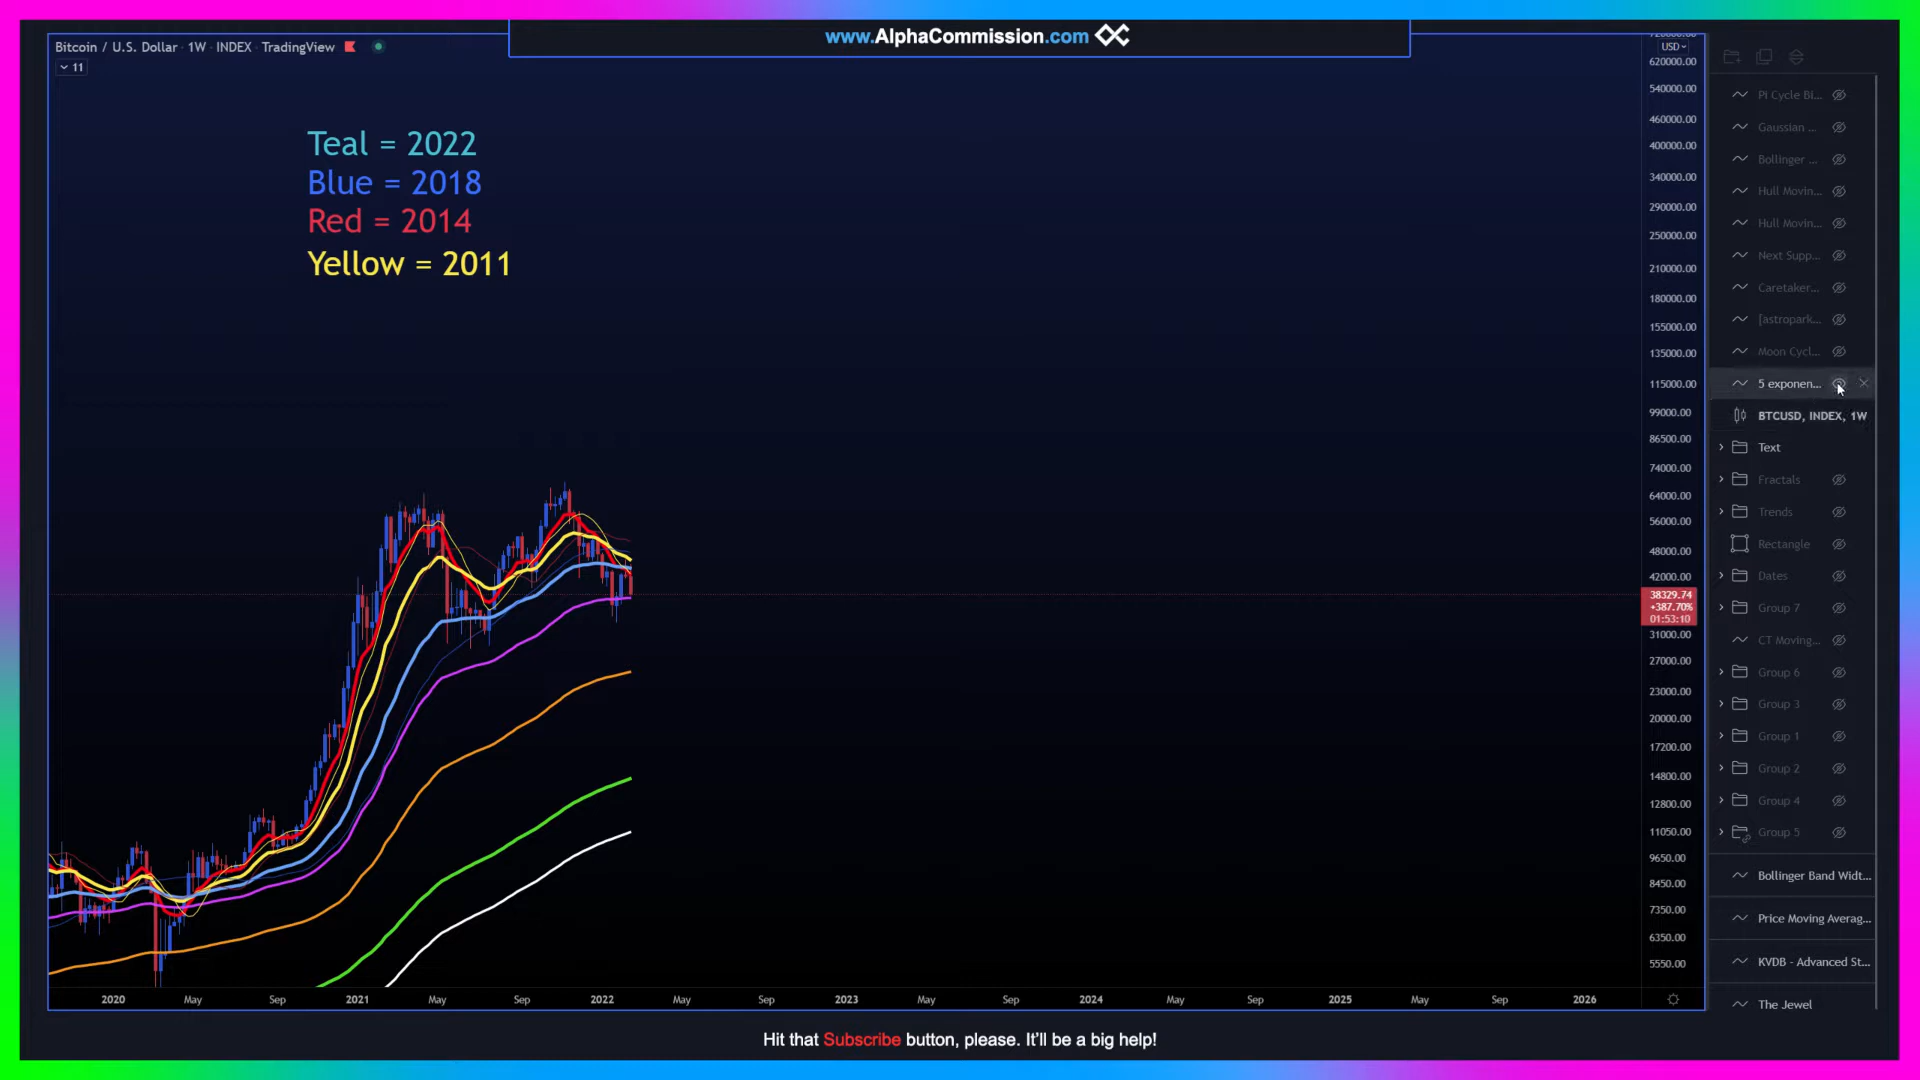 www.AlphaCommission.com
Bitcoin / U.S. Dollar · 1W · INDEX · TradingView
11
Teal = 2022
Blue = 2018
Red = 2014
Yellow = 2011
USD
620000.00
540000.00
460000.00
400000.00
340000.00
290000.00
250000.00
210000.00
180000.00
155000.00
135000.00
115000.00
99000.00
86500.00
74000.00
64000.00
56000.00
48000.00
42000.00
38329.74
+387.70%
01:53:10
31000.00
27000.00
23000.00
20000.00
17200.00
14800.00
12800.00
11050.00
9650.00
8450.00
7350.00
6350.00
5550.00
2020 May Sep 2021 May Sep 2022 May Sep 2023 May Sep 2024 May Sep 2025 May Sep 2026
Pi Cycle BI...
Gaussian ...
Bollinger ...
Hull Movin...
Hull Movin...
Next Supp...
Caretaker...
[astropark...
Moon Cycl...
5 exponen...
BTCUSD, INDEX, 1W
Text
Fractals
Trends
Rectangle
Dates
Group 7
CT Moving...
Group 6
Group 3
Group 1
Group 2
Group 4
Group 5
Bollinger Band Widt...
Price Moving Averag...
KVDB - Advanced St...
The Jewel
Hit that Subscribe button, please. It'll be a big help!